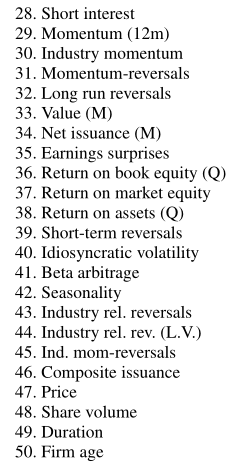 28. Short interest
29. Momentum (12m)
30. Industry momentum
31. Momentum-reversals
32. Long run reversals
33. Value (M)
34. Net issuance (M)
35. Earnings surprises
36. Return on book equity (Q)
37. Return on market equity
38. Return on assets (Q)
39. Short-term reversals
40. Idiosyncratic volatility
41. Beta arbitrage
42. Seasonality
43. Industry rel. reversals
44. Industry rel. rev. (L.V.)
45. Ind. mom-reversals
46. Composite issuance
47. Price
48. Share volume
49. Duration
50. Firm age